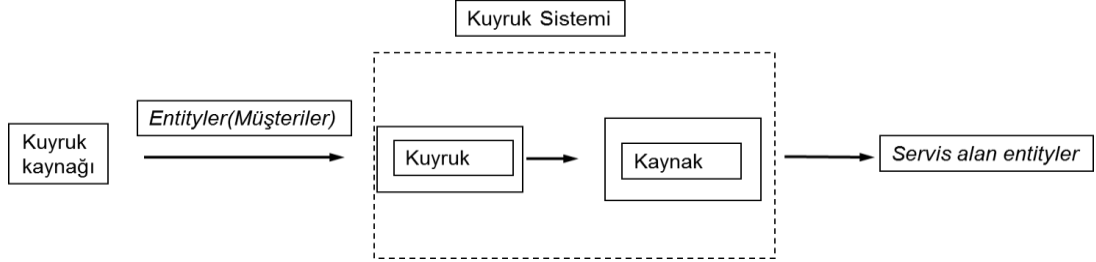 Kuyruk Sistemi
Entityler(Müşteriler)
Kuyruk
kaynağı
Kuyruk
Kaynak
Servis alan entityler